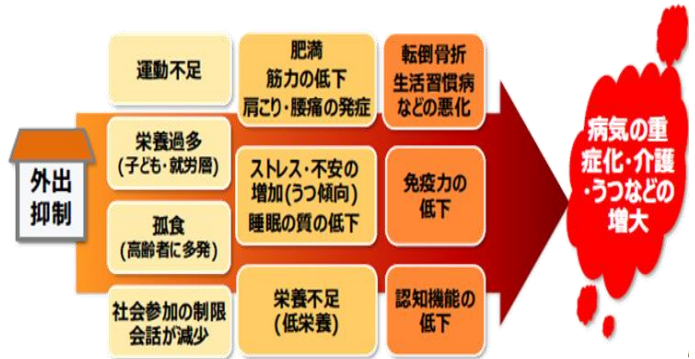 外出
抑制
運動不足
栄養過多
(子ども・就労層)
孤食
(高齢者に多発)
社会参加の制限
会話が減少
肥満
筋力の低下
肩こり・腰痛の発症
ストレス・不安の
増加(うつ傾向)
睡眠の質の低下
栄養不足
(低栄養)
転倒骨折
生活習慣病
などの悪化
免疫力の
低下
認知機能の
低下
病気の重
症化・介護
・うつなどの
増大